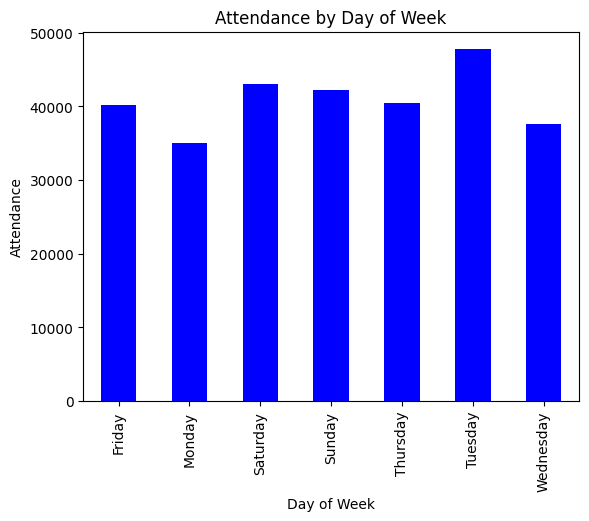 Attendance by Day of Week
Attendance
50000
40000
30000
20000
10000
0
Friday
Monday
Saturday
Sunday
Thursday
Tuesday
Wednesday
Day of Week